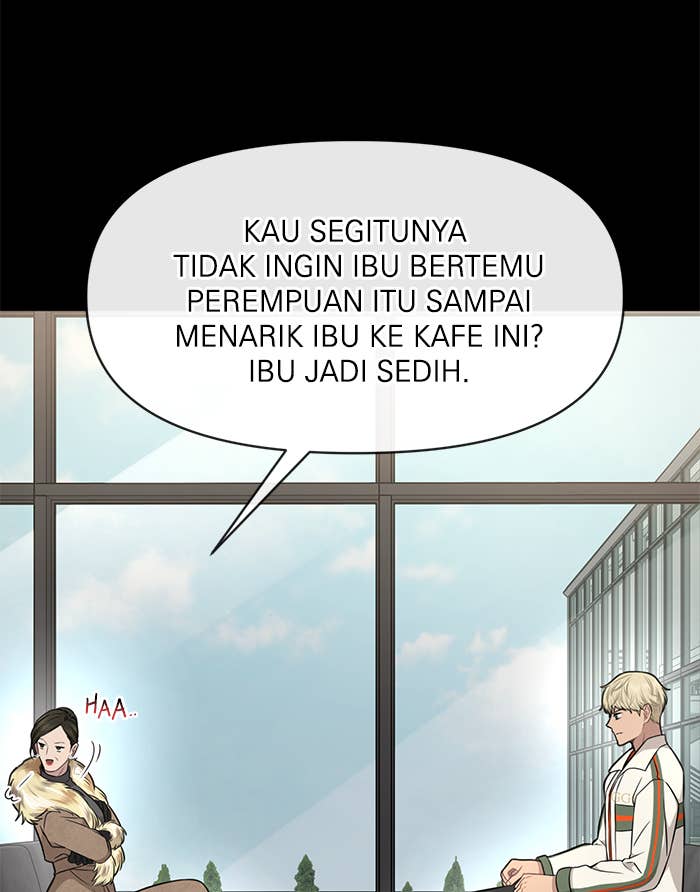 KAU SEGITUNYA
TIDAK INGIN IBU BERTEMU
PEREMPUAN ITU SAMPAI
MENARIK IBU KE KAFE INI?
IBU JADI SEDIH.
HAA..